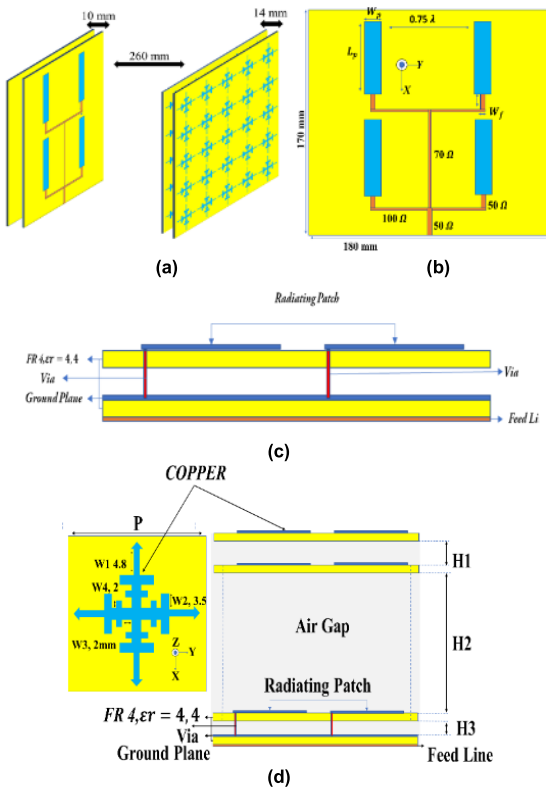 10 mm
260 mm
14 mm
(a)
Wp
0.75 λ
Lp
Y
X
Wf
70 Ω
100 Ω
50 Ω
50 Ω
170 mm
180 mm
(b)
Radiating Patch
FR 4,εr = 4.4
Via
Via
Ground Plane
Feed Li
(c)
COPPER
P
W1 4.8
W4, 2
W2, 3.5
W3, 2mm
Z
Y
X
H1
Air Gap
H2
Radiating Patch
FR 4,εr = 4,4
H3
Via
Ground Plane
Feed Line
(d)